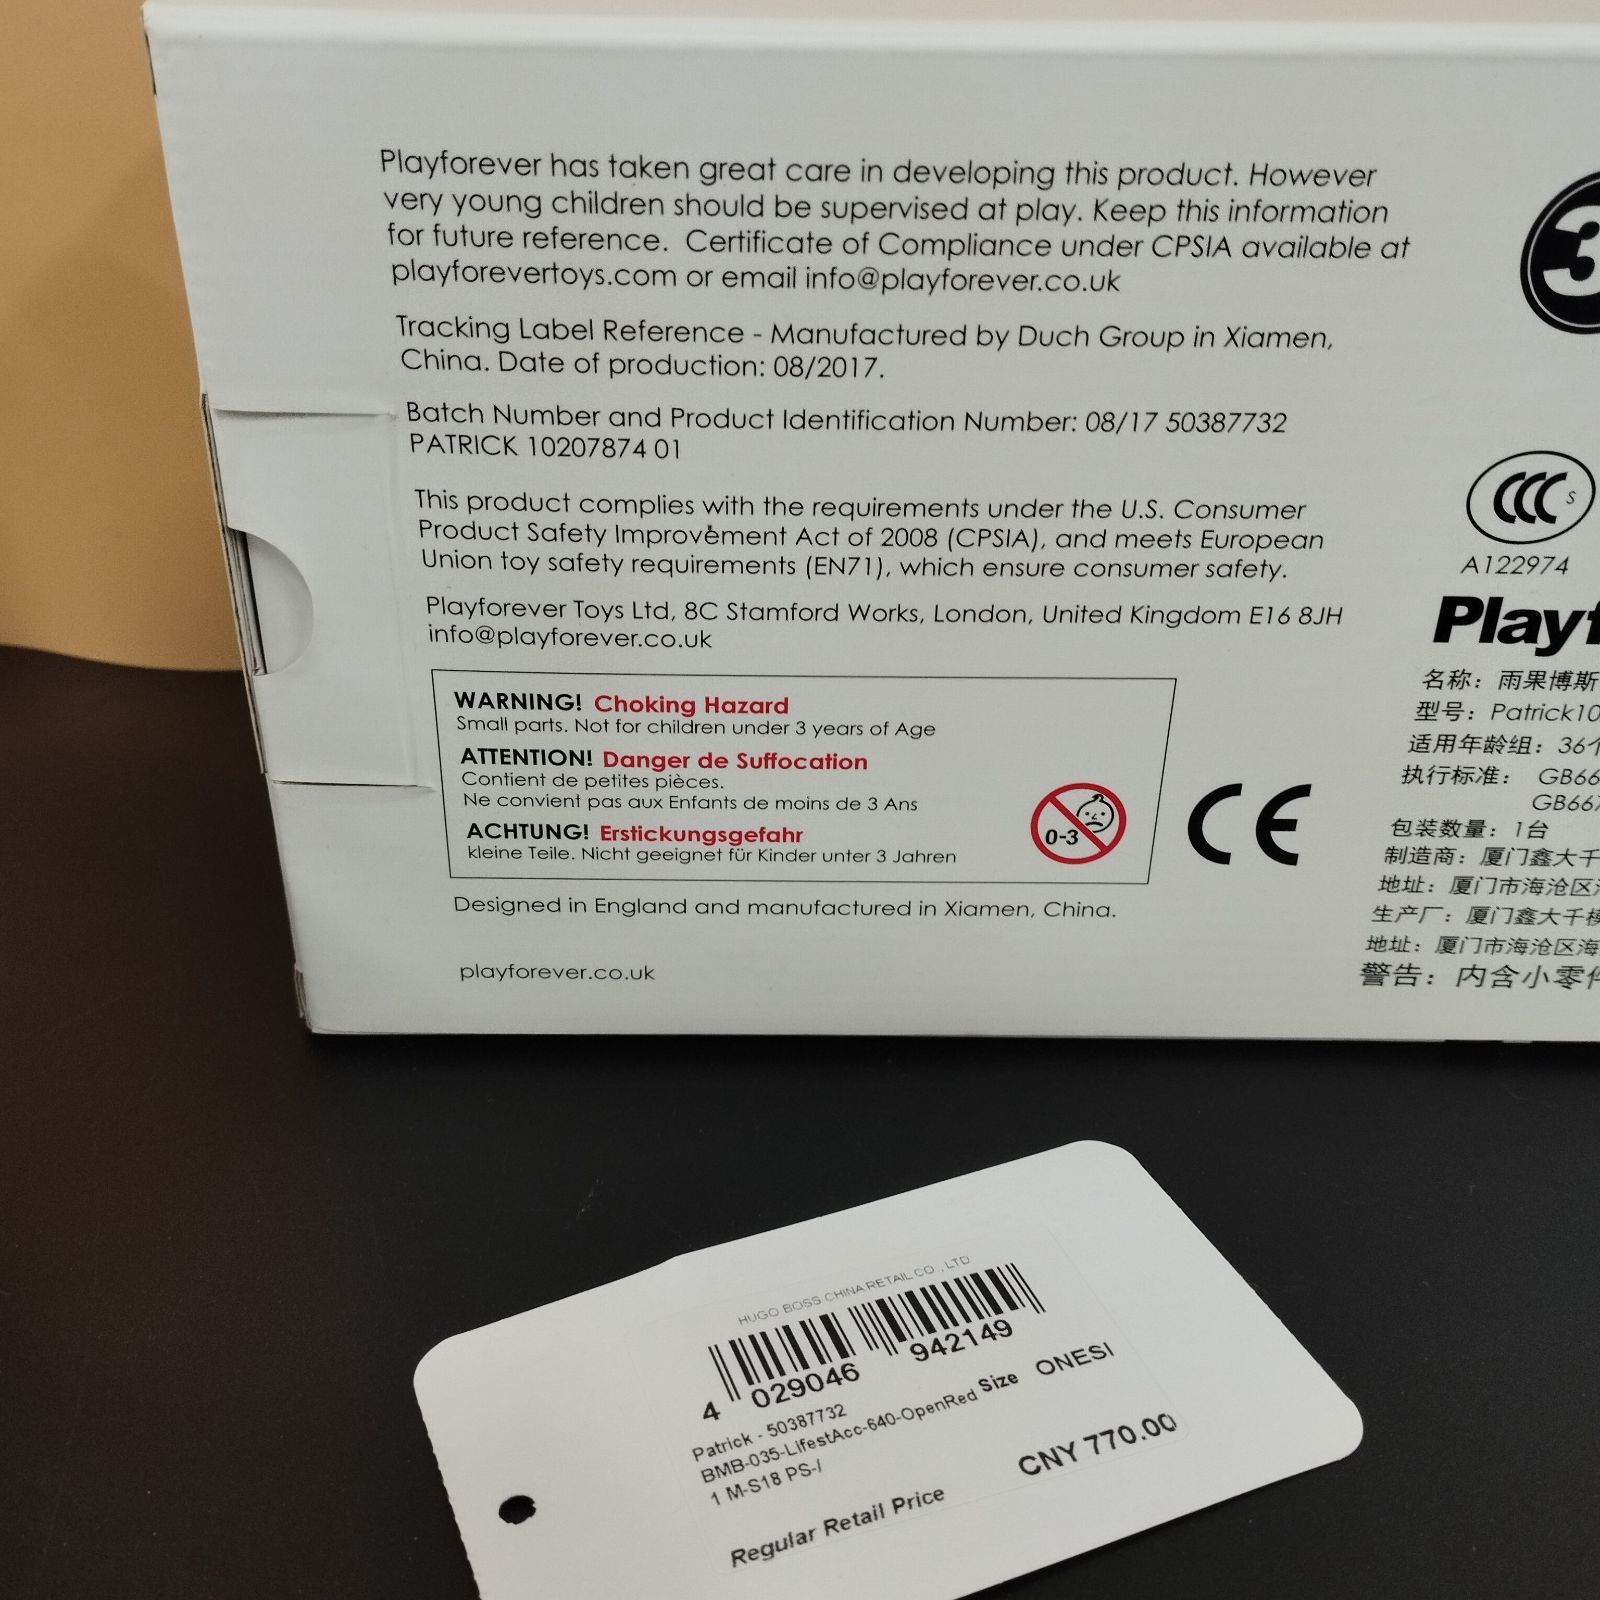 Playforever has taken great care in developing this product. However
very young children should be supervised at play. Keep this information
for future reference. Certificate of Compliance under CPSIA available at
playforevertoys.com or email info@playforever.co.uk
Tracking Label Reference - Manufactured by Duch Group in Xiamen,
China. Date of production: 08/2017.
Batch Number and Product Identification Number: 08/17 50387732
PATRICK 10207874 01
This product complies with the requirements under the U.S. Consumer
Product Safety Improvement Act of 2008 (CPSIA), and meets European
Union toy safety requirements (EN71), which ensure consumer safety.
Playforever Toys Ltd, 8C Stamford Works, London, United Kingdom E16 8JH
info@playforever.co.uk
WARNING! Choking Hazard
Small parts. Not for children under 3 years of Age
ATTENTION! Danger de Suffocation
Contient de petites pièces.
Ne convient pas aux Enfants de moins de 3 Ans
ACHTUNG! Erstickungsgefahr
kleine Teile. Nicht geeignet für Kinder unter 3 Jahren
0-3
CE
Designed in England and manufactured in Xiamen, China.
playforever.co.uk
3
CCC S
A122974
Playf
名称：雨果博斯
型号：Patrick10
适用年龄组：36个
执行标准： GB66
GB667
包装数量：1台
制造商：厦门鑫大千
地址：厦门市海沧区
生产厂：厦门鑫大千模
地址：厦门市海沧区海
警告：内含小零件
HUGO BOSS CHINA RETAIL CO., LTD
4 029046 942149
Patrick - 50387732
BMB-035-LifestAcc-640-OpenRed Size ONESI
1 M-S18 PS-/
Regular Retail Price CNY 770.00